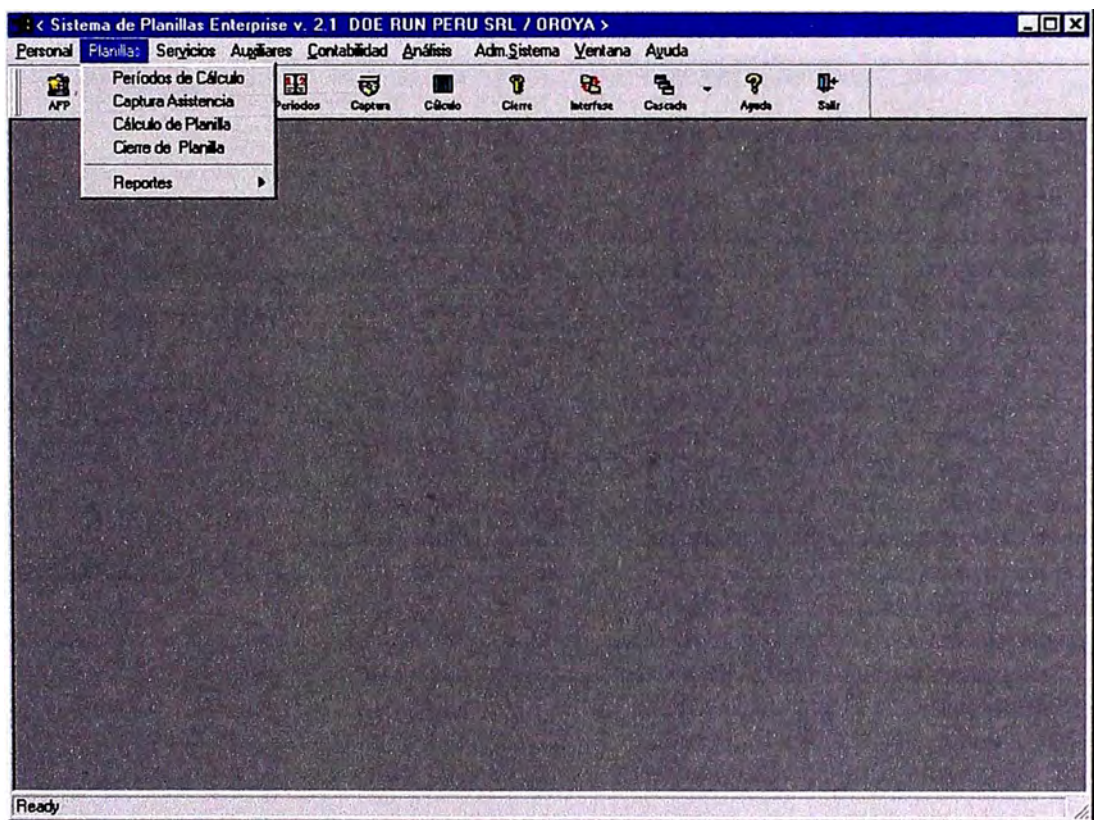 < Sistema de Planillas Enterprise v. 2.1 DOE RUN PERU SRL / OROYA >
Personal Planillas Servicios Auxiliares Contabilidad Análisis Adm.Sistema Ventana Ayuda
AFP Periodos Captura Cálculo Cierre Interfase Cascada Ayuda Salir
Períodos de Cálculo
Captura Asistencia
Cálculo de Planilla
Cierre de Planilla
Reportes
Ready